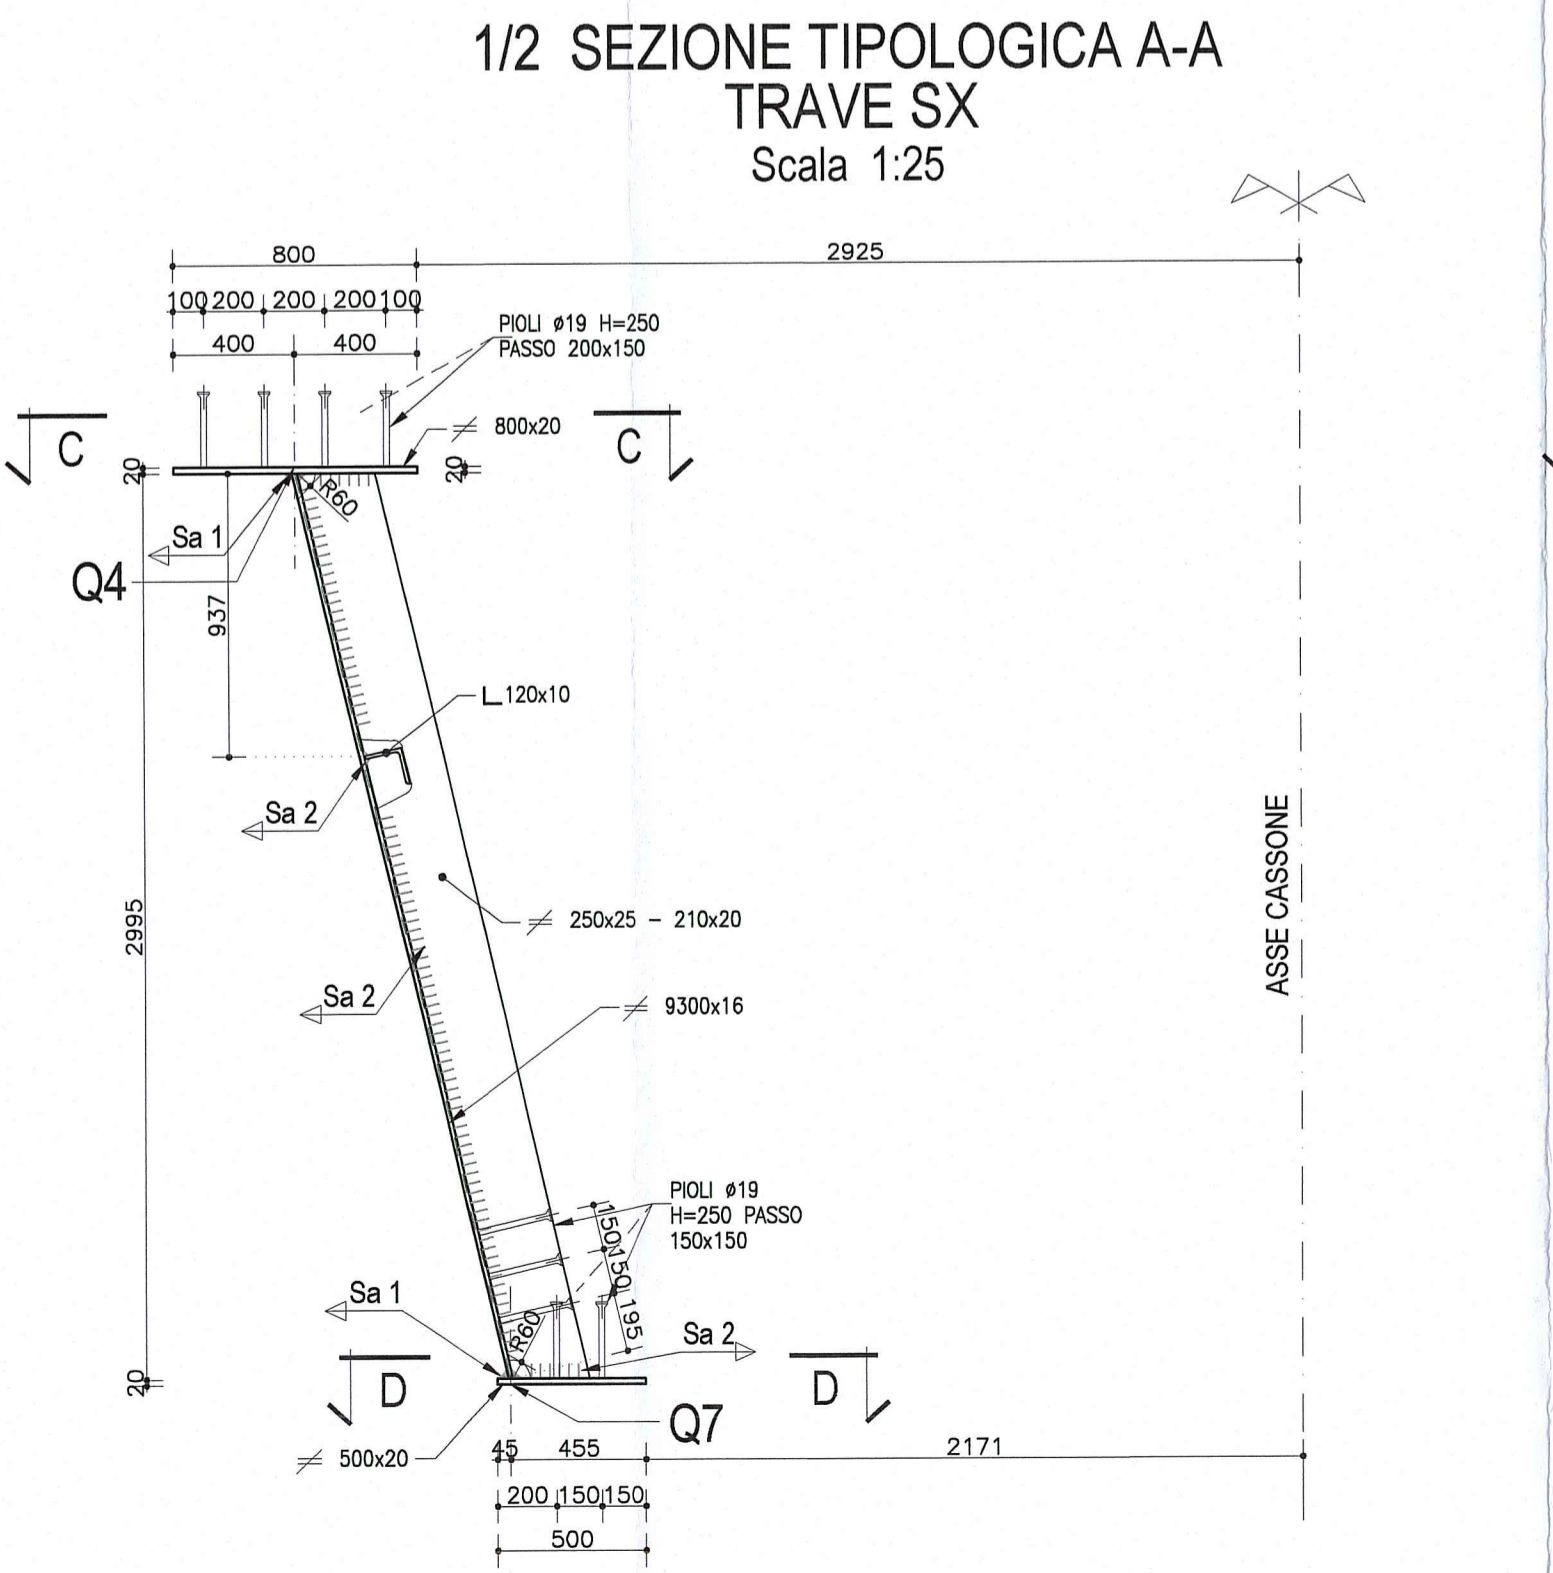 1/2 SEZIONE TIPOLOGICA A-A
TRAVE SX
Scala 1:25
800
2925
100 200 200 200 100
400 400
PIOLI ø19 H=250
PASSO 200x150
C
C
800x20
20
20
R60
Sa 1
Q4
937
L 120x10
Sa 2
2995
250x25 - 210x20
Sa 2
9300x16
ASSE CASSONE
PIOLI ø19
H=250 PASSO
150x150
150 150 195
Sa 1
R60
Sa 2
20
D
D
Q7
500x20
45 455
2171
200 150 150
500